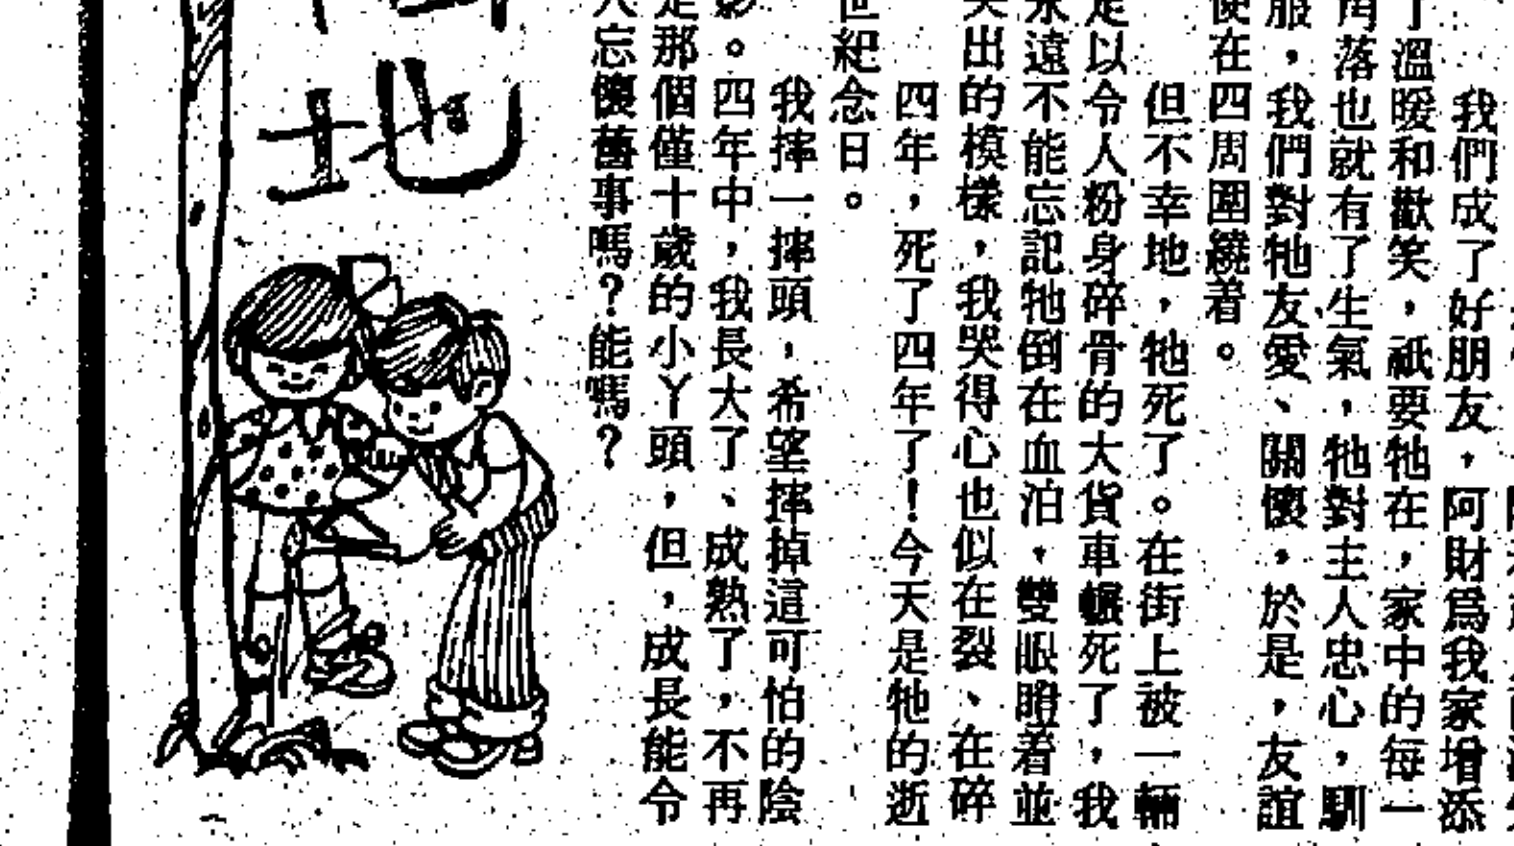 我們成了好朋友，阿財爲我家增添
了溫暖和歡笑，祇要牠在，家中的每一
角落也就有了生氣，牠對主人忠心，馴
服，我們對牠友愛、關懷，於是，友誼
便在四周圍繞着。
但不幸地，牠死了。在街上被一輛
足以令人粉身碎骨的大貨車輾死了，我
永遠不能忘記牠倒在血泊，雙眼瞪着並
突出的模樣，我哭得心也似在裂、在碎
四年，死了四年了！今天是牠的逝
世紀念日。
我摔一摔頭，希望摔掉這可怕的陰
影。四年中，我長大了、成熟了，不再
是那個僅十歲的小丫頭，但，成長能令
人忘懷舊事嗎？能嗎？
地